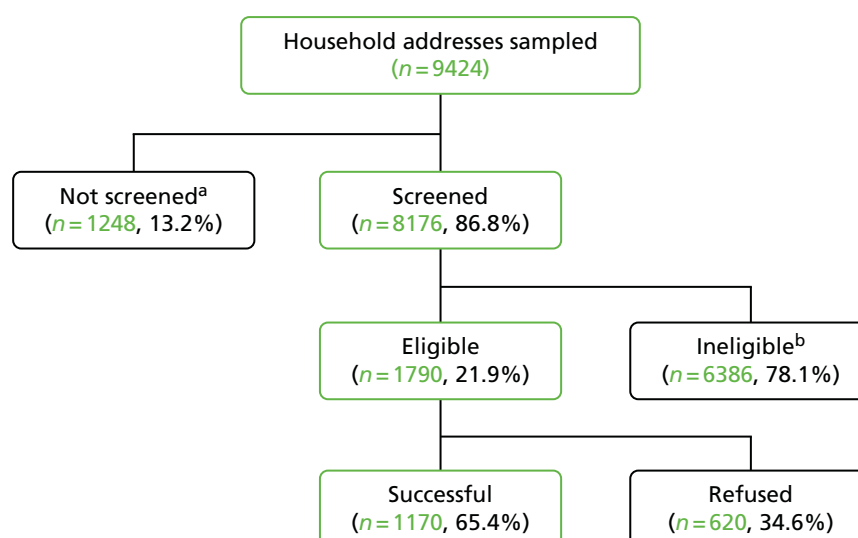 Household addresses sampled
(n=9424)
Not screenedᵃ
(n=1248, 13.2%)
Screened
(n=8176, 86.8%)
Eligible
(n=1790, 21.9%)
Ineligibleᵇ
(n=6386, 78.1%)
Successful
(n=1170, 65.4%)
Refused
(n=620, 34.6%)